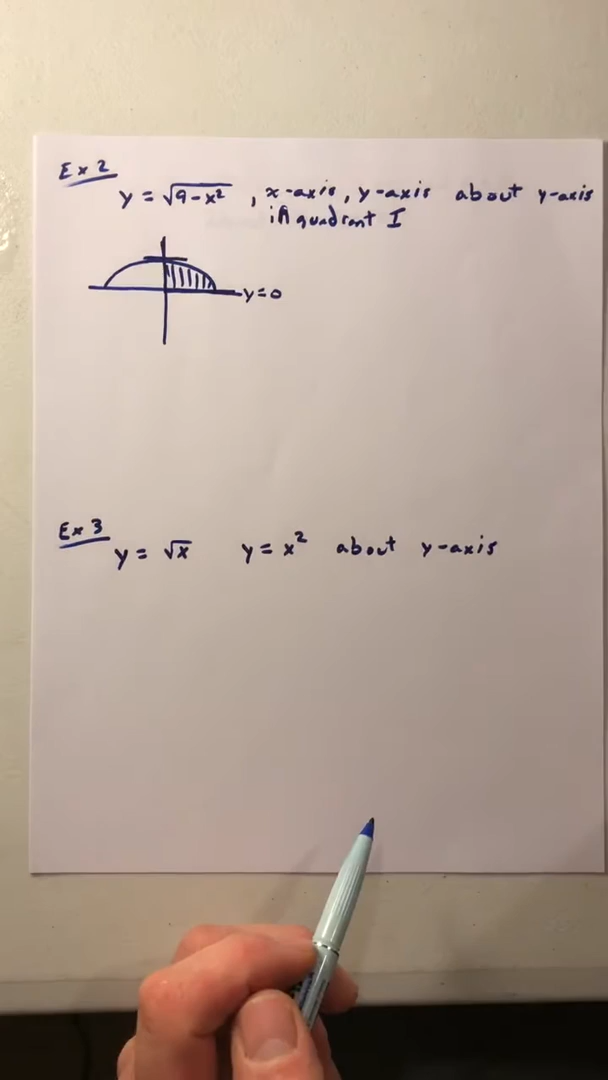 Ex 2
y = √9-x² , x-axis, y-axis about y-axis
in quadrant I
y=0
Ex 3
y = √x y = x² about y-axis